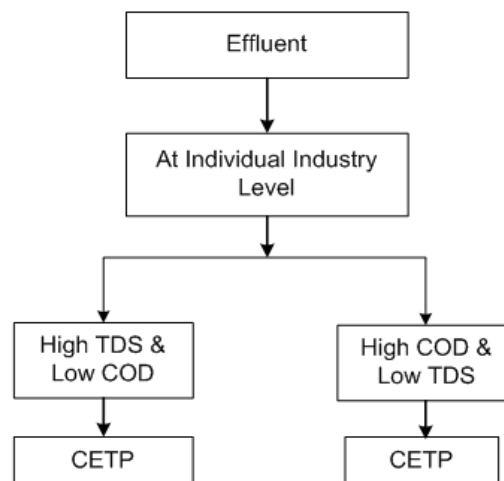 Effluent
At Individual Industry
Level
High TDS &
Low COD
High COD &
Low TDS
CETP
CETP